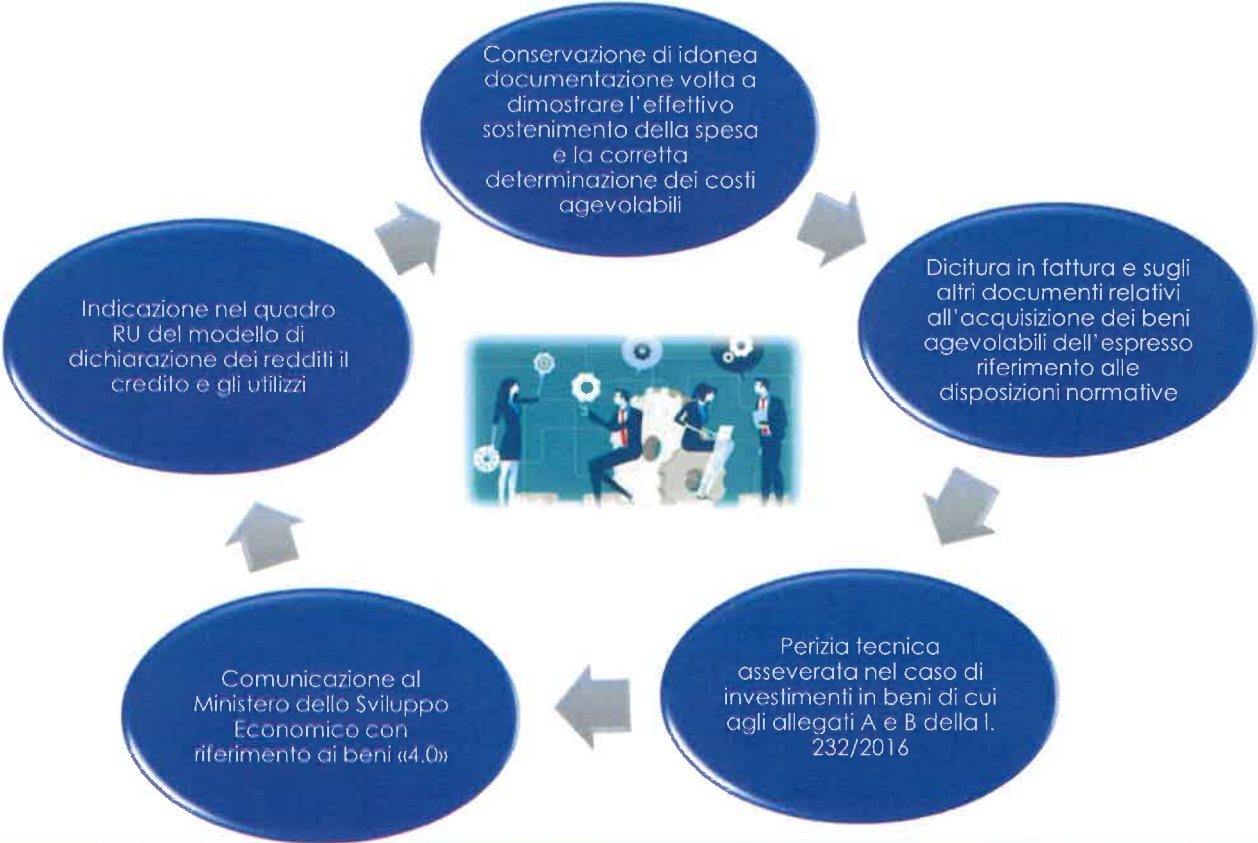 Conservazione di idonea
documentazione volta a
dimostrare l'effettivo
sostenimento della spesa
e la corretta
determinazione dei costi
agevolabili
Dicitura in fattura e sugli
altri documenti relativi
all'acquisizione dei beni
agevolabili dell'espresso
riferimento alle
disposizioni normative
Perizia tecnica
asseverata nel caso di
investimenti in beni di cui
agli allegati A e B della l.
232/2016
Comunicazione al
Ministero dello Sviluppo
Economico con
riferimento ai beni «4.0»
Indicazione nel quadro
RU del modello di
dichiarazione dei redditi il
credito e gli utilizzi